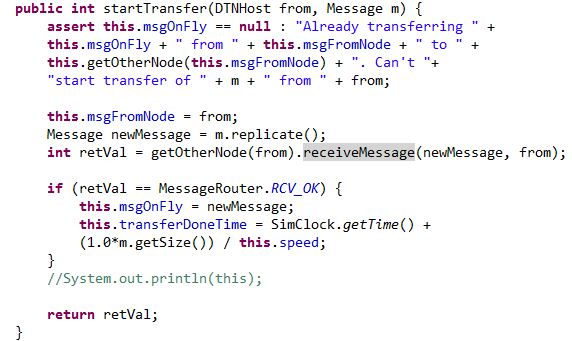 public int startTransfer(DTNHost from, Message m) {
assert this.msgOnFly == null : "Already transferring " +
this.msgOnFly + " from " + this.msgFromNode + " to " +
this.getOtherNode(this.msgFromNode) + ". Can't "+
"start transfer of " + m + " from " + from;
this.msgFromNode = from;
Message newMessage = m.replicate();
int retVal = getOtherNode(from).receiveMessage(newMessage, from);
if (retVal == MessageRouter.RCV_OK) {
this.msgOnFly = newMessage;
this.transferDoneTime = SimClock.getTime() +
(1.0*m.getSize()) / this.speed;
}
//System.out.println(this);
return retVal;
}